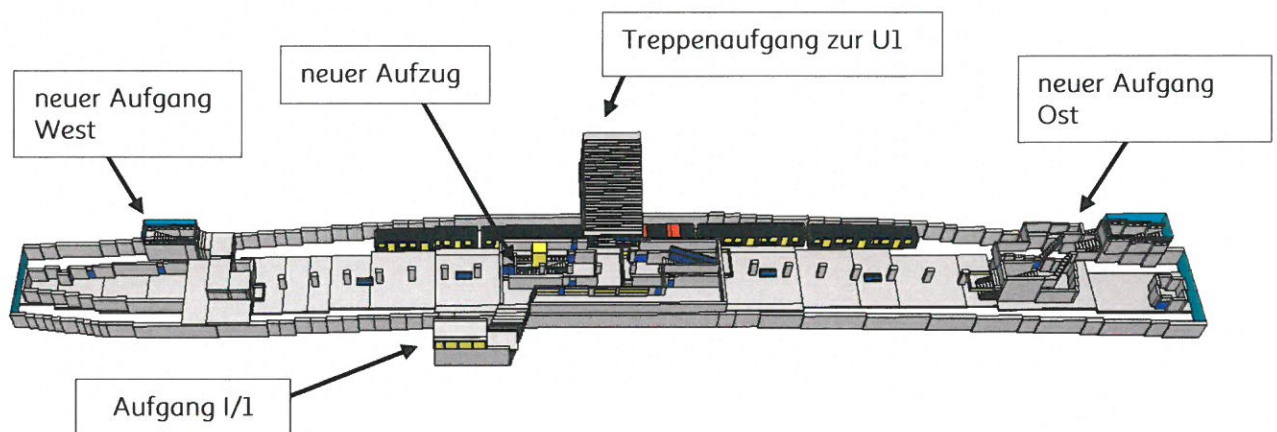 Treppenaufgang zur U1
neuer Aufzug
neuer Aufgang
West
neuer Aufgang
Ost
Aufgang I/1